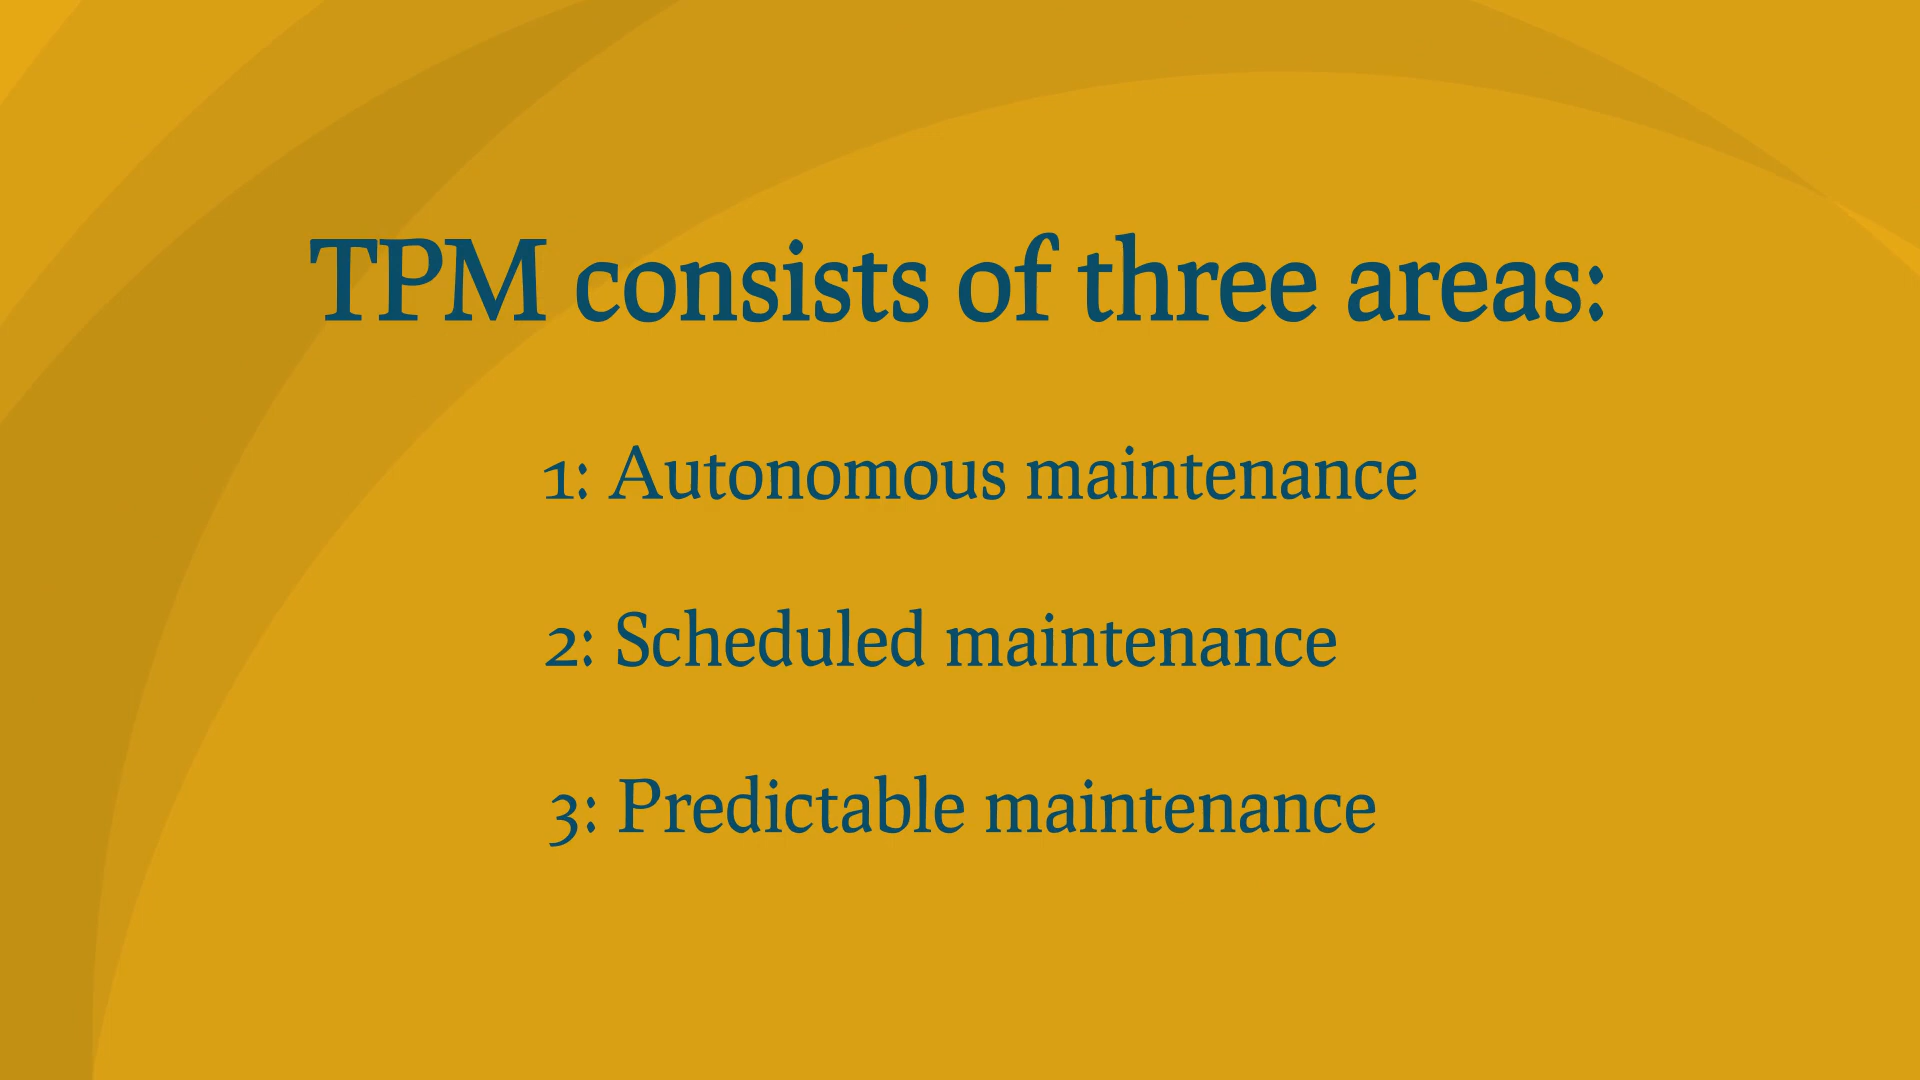 TPM consists of three areas:
1: Autonomous maintenance
2: Scheduled maintenance
3: Predictable maintenance